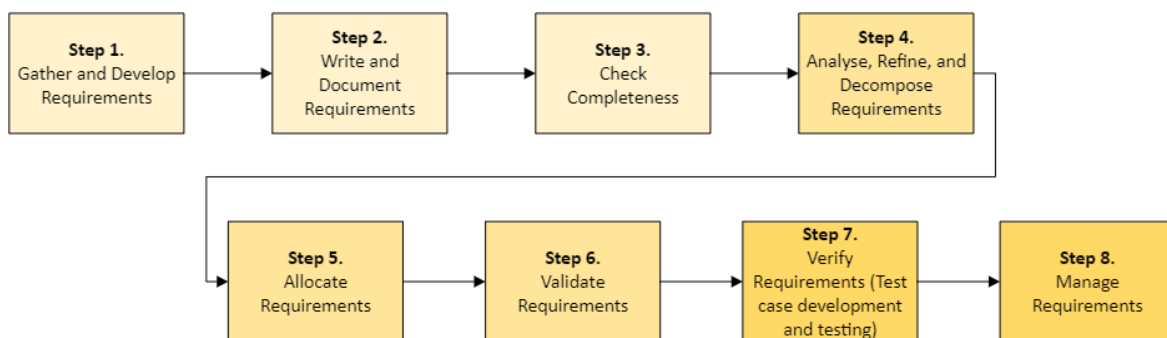 Step 1.
Gather and Develop
Requirements
Step 2.
Write and
Document
Requirements
Step 3.
Check
Completeness
Step 4.
Analyse, Refine, and
Decompose
Requirements
Step 5.
Allocate
Requirements
Step 6.
Validate
Requirements
Step 7.
Verify
Requirements (Test
case development
and testing)
Step 8.
Manage
Requirements